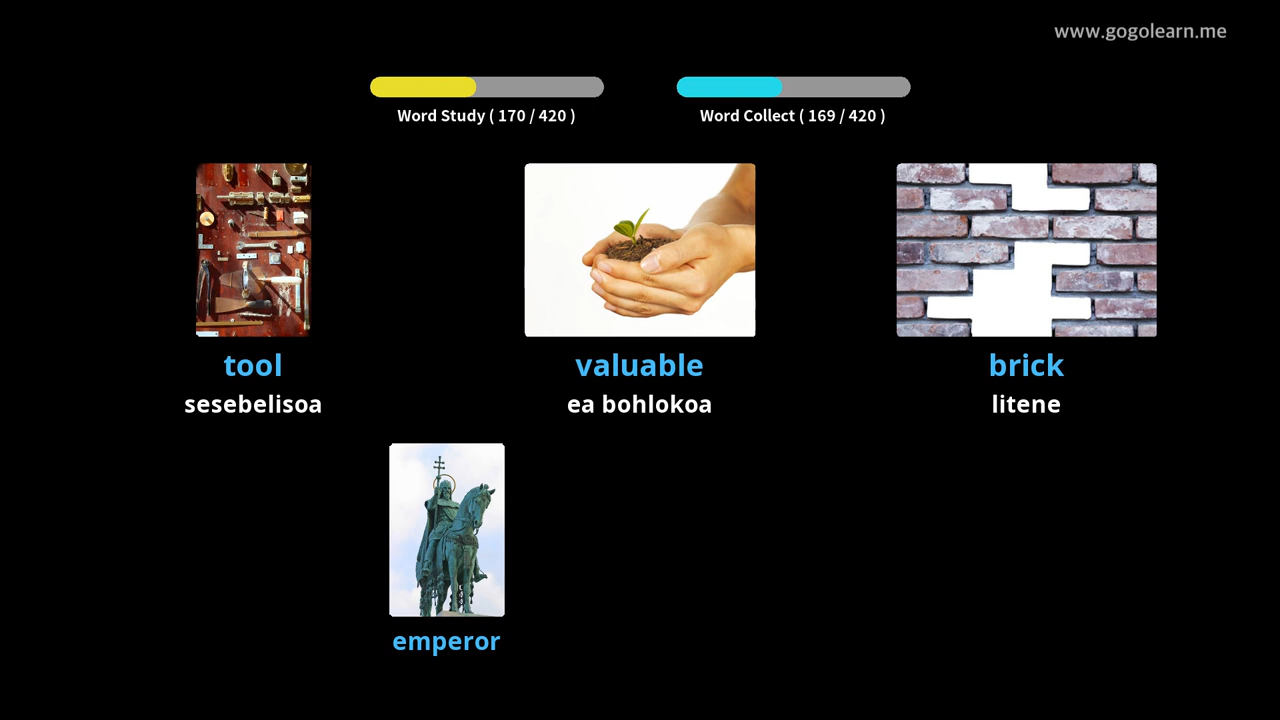 www.gogolearn.me
Word Study ( 170 / 420 )
Word Collect ( 169 / 420 )
tool
valuable
brick
sesebelisoa
ea bohlokoa
litene
emperor